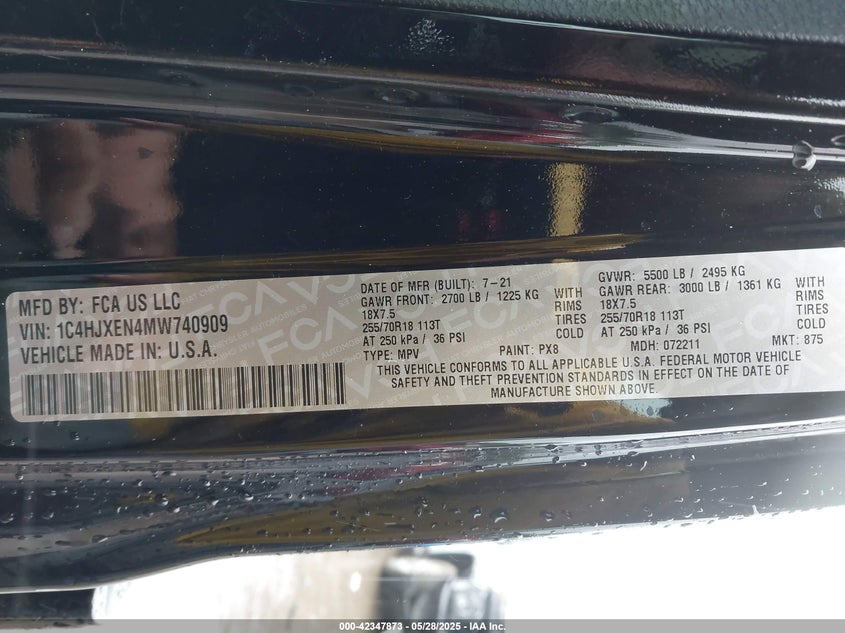 MFD BY: FCA US LLC
VIN: 1C4HJXEN4MW740909
VEHICLE MADE IN: U.S.A.
DATE OF MFR (BUILT): 7-21
GAWR FRONT: 2700 LB / 1225 KG WITH
18X7.5 RIMS
255/70R18 113T TIRES
AT 250 kPa / 36 PSI COLD
GVWR: 5500 LB / 2495 KG
GAWR REAR: 3000 LB / 1361 KG WITH
18X7.5 RIMS
255/70R18 113T TIRES
AT 250 kPa / 36 PSI COLD
TYPE: MPV PAINT: PX8 MDH: 072211 MKT: 875
THIS VEHICLE CONFORMS TO ALL APPLICABLE U.S.A. FEDERAL MOTOR VEHICLE
SAFETY AND THEFT PREVENTION STANDARDS IN EFFECT ON THE DATE OF
MANUFACTURE SHOWN ABOVE.
000-42347873 - 05/28/2025 - IAA Inc.